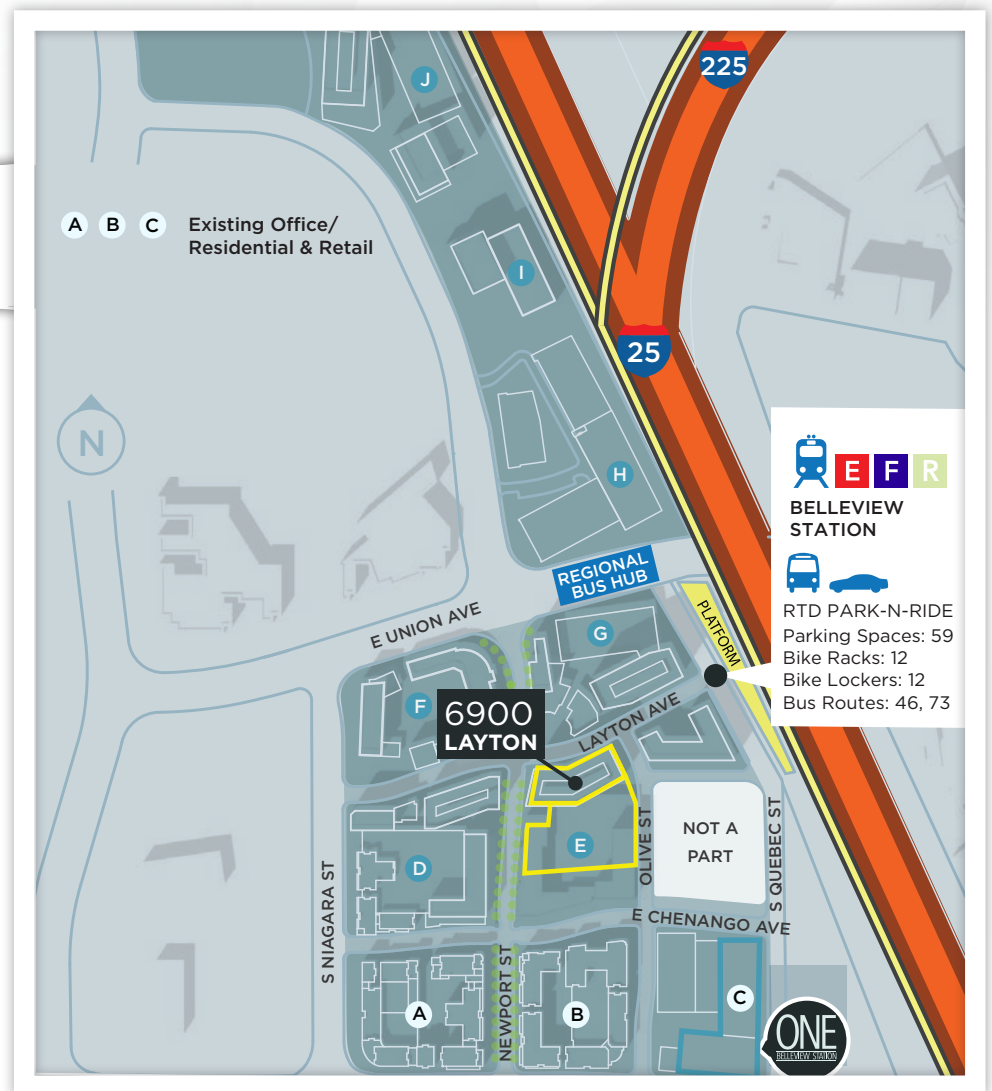 J
225
A B C Existing Office/
Residential & Retail
I
25
N
H
E F R
BELLEVIEW
STATION
RTD PARK-N-RIDE
Parking Spaces: 59
Bike Racks: 12
Bike Lockers: 12
Bus Routes: 46, 73
REGIONAL
BUS HUB
PLATFORM
E UNION AVE
G
F
6900
LAYTON
LAYTON AVE
NOT A
PART
OLIVE ST
S QUEBEC ST
E
D
S NIAGARA ST
E CHENANGO AVE
NEWPORT ST
A
B
C
ONE
BELLEVIEW STATION